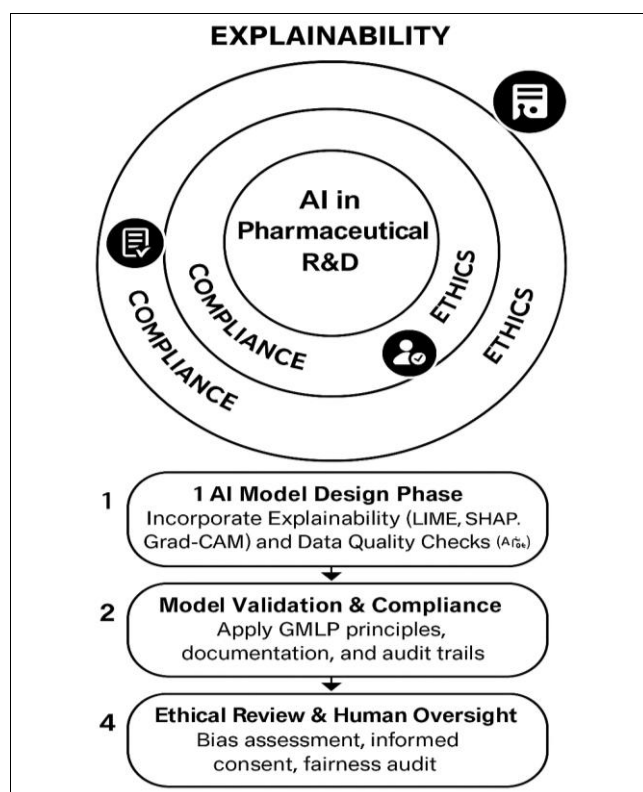 EXPLAINABILITY
AI in
Pharmaceutical
R&D
COMPLIANCE
ETHICS
COMPLIANCE
ETHICS
1
1 AI Model Design Phase
Incorporate Explainability (LIME, SHAP.
Grad-CAM) and Data Quality Checks
2
Model Validation & Compliance
Apply GMLP principles,
documentation, and audit trails
4
Ethical Review & Human Oversight
Bias assessment, informed
consent, fairness audit